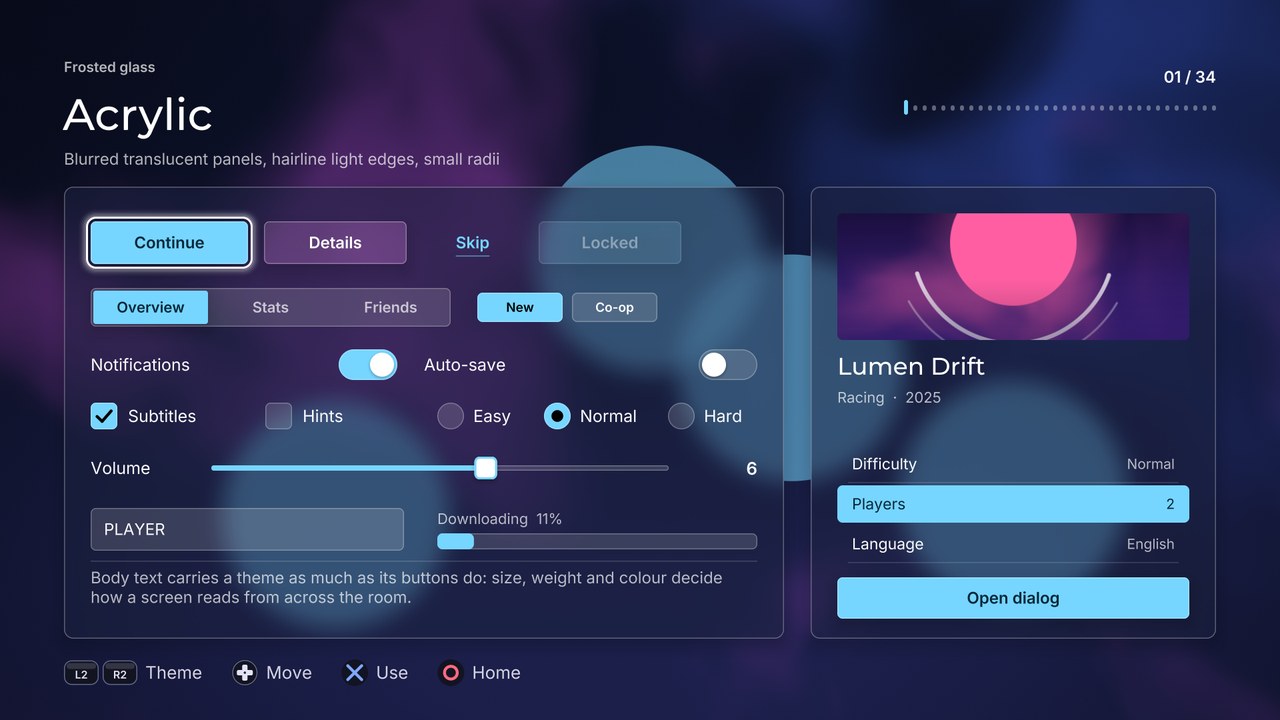 Frosted glass
01 / 34
Acrylic
Blurred translucent panels, hairline light edges, small radii
Continue
Details
Skip
Locked
Overview
Stats
Friends
New
Co-op
Notifications
Auto-save
Subtitles
Hints
Easy
Normal
Hard
Volume
6
PLAYER
Downloading 11%
Body text carries a theme as much as its buttons do: size, weight and colour decide
how a screen reads from across the room.
Lumen Drift
Racing · 2025
Difficulty
Normal
Players
2
Language
English
Open dialog
L2
R2
Theme
Move
Use
Home